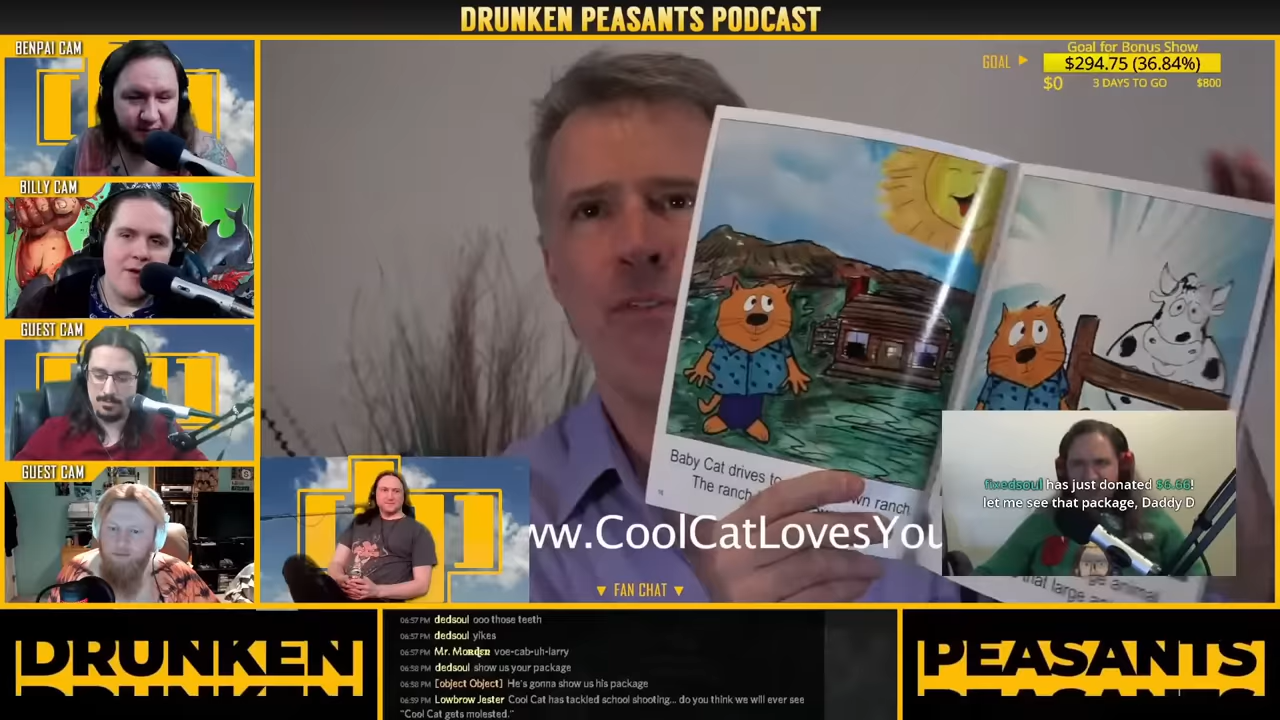 DRUNKEN PEASANTS PODCAST
BENPAI CAM
BILLY CAM
GUEST CAM
GUEST CAM
GOAL
Goal for Bonus Show
$294.75 (36.84%)
$0
3 DAYS TO GO
$800
Baby Cat drives to wn ranch
The ranch
fixedsoul has just donated $6.66!
let me see that package, Daddy D
that large animal
ww.CoolCatLovesYou
▼ FAN CHAT ▼
DRUNKEN
06:57 PM dedsoul ooo those teeth
06:57 PM dedsoul yikes
06:57 PM Mr. voe-cab-uh-larry
06:58 PM dedsoul show us your package
06:58 PM [object Object] He's gonna show us his package
06:59 PM Lowbrow Jester Cool Cat has tackled school shooting... do you think we will ever see
"Cool Cat gets molested."
PEASANTS